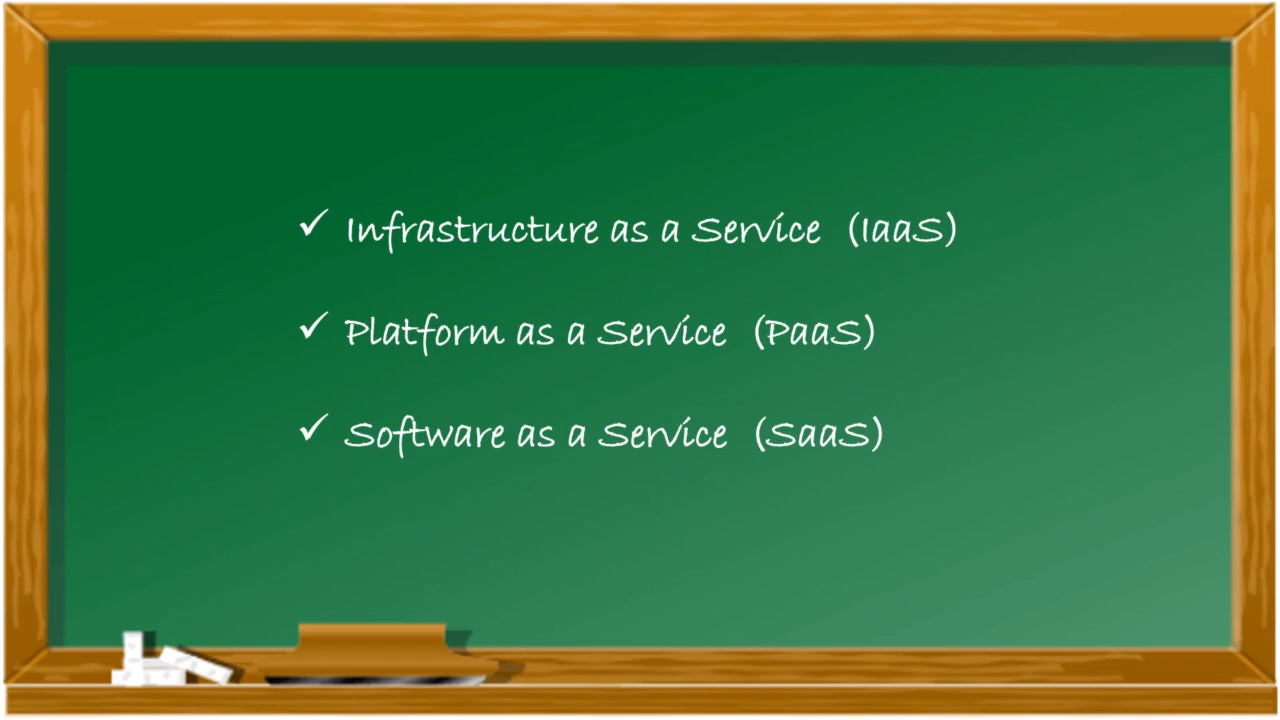 ✓ Infrastructure as a Service (IaaS)
✓ Platform as a Service (PaaS)
✓ Software as a Service (SaaS)